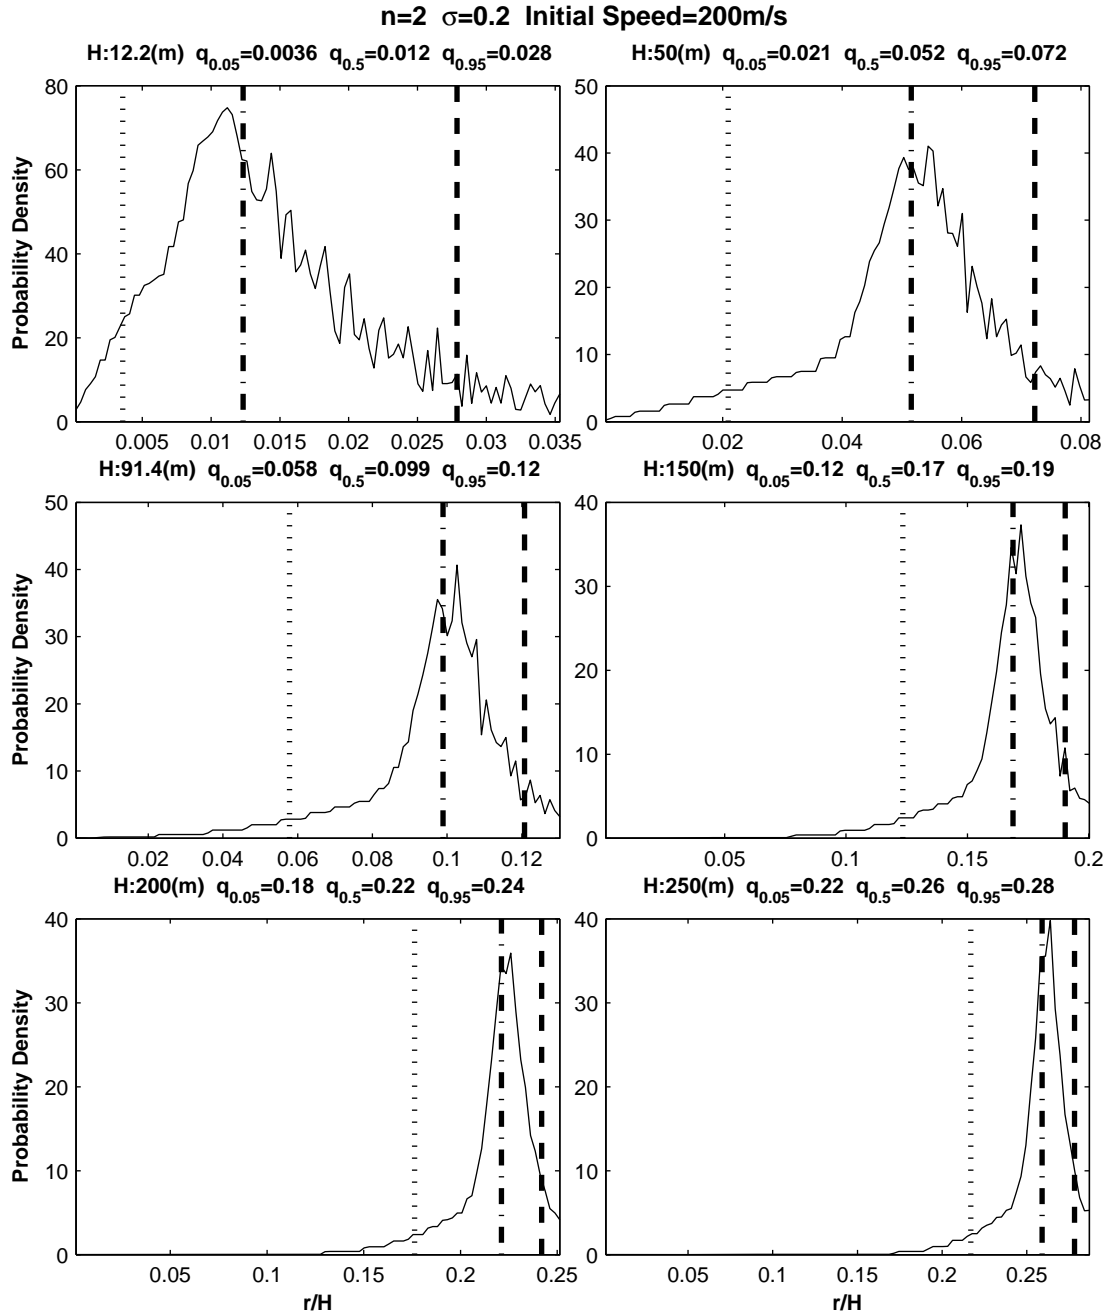 n=2 σ=0.2 Initial Speed=200m/s
H:12.2(m) q0.05=0.0036 q0.5=0.012 q0.95=0.028
H:50(m) q0.05=0.021 q0.5=0.052 q0.95=0.072
80
60
40
20
0
Probability Density
0.005 0.01 0.015 0.02 0.025 0.03 0.035
50
40
30
20
10
0
0.02 0.04 0.06 0.08
H:91.4(m) q0.05=0.058 q0.5=0.099 q0.95=0.12
H:150(m) q0.05=0.12 q0.5=0.17 q0.95=0.19
50
40
30
20
10
0
Probability Density
0.02 0.04 0.06 0.08 0.1 0.12
40
30
20
10
0
0.05 0.1 0.15 0.2
H:200(m) q0.05=0.18 q0.5=0.22 q0.95=0.24
H:250(m) q0.05=0.22 q0.5=0.26 q0.95=0.28
40
30
20
10
0
Probability Density
0.05 0.1 0.15 0.2 0.25
r/H
40
30
20
10
0
0.05 0.1 0.15 0.2 0.25
r/H